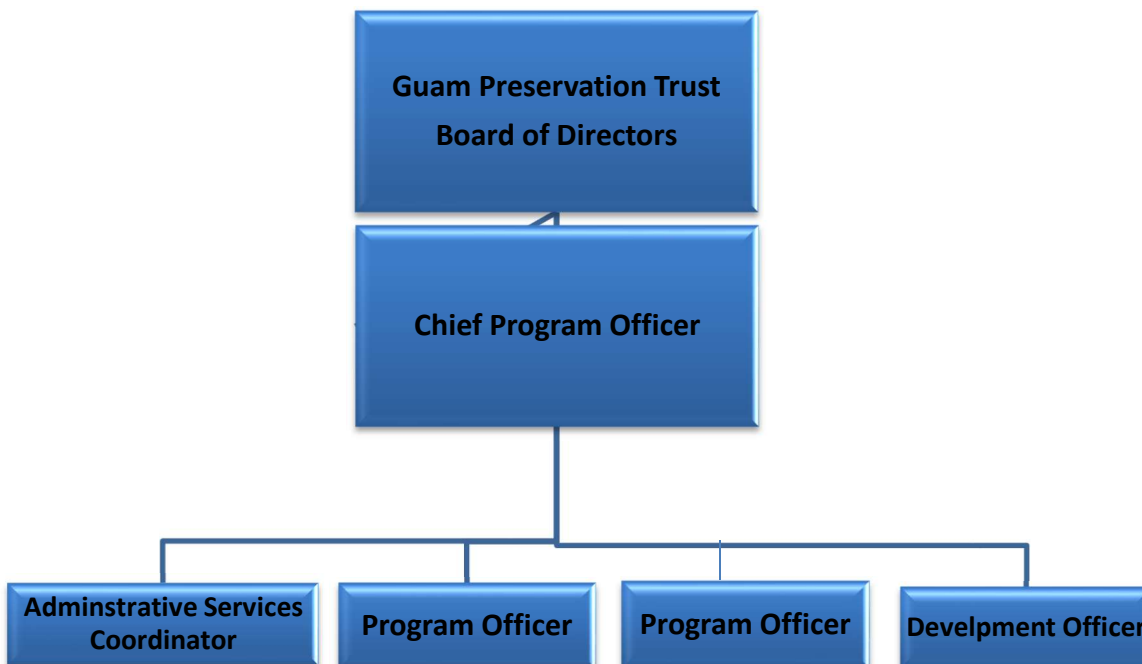 Guam Preservation Trust
Board of Directors
Chief Program Officer
Adminstrative Services
Coordinator
Program Officer
Program Officer
Develpment Officer